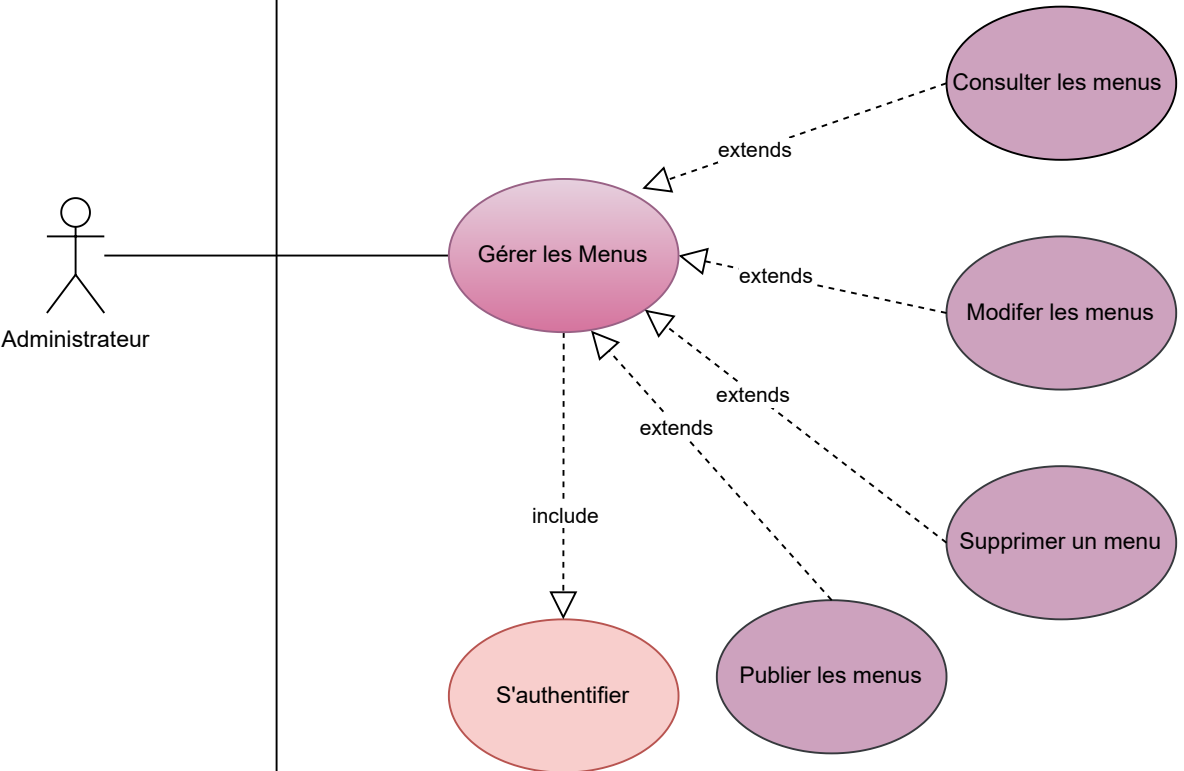 Consulter les menus
extends
Gérer les Menus
extends
Modifer les menus
Administrateur
extends
extends
include
Supprimer un menu
Publier les menus
S'authentifier